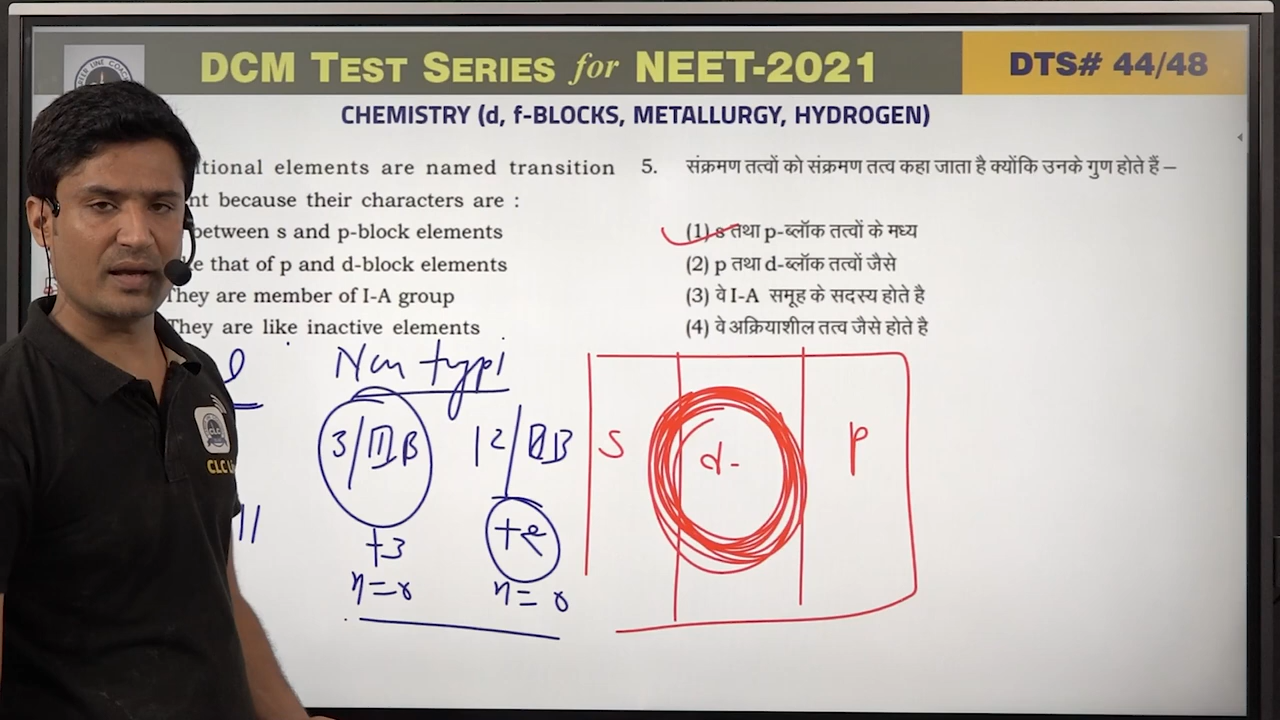 DCM TEST SERIES for NEET-2021
DTS# 44/48
CHEMISTRY (d, f-BLOCKS, METALLURGY, HYDROGEN)
tional elements are named transition
nt because their characters are :
between s and p-block elements
e that of p and d-block elements
They are member of I-A group
They are like inactive elements
5. संक्रमण तत्वों को संक्रमण तत्व कहा जाता है क्योंकि उनके गुण होते हैं –
(1) s तथा p-ब्लॉक तत्वों के मध्य
(2) p तथा d-ब्लॉक तत्वों जैसे
(3) वे I-A समूह के सदस्य होते है
(4) वे अक्रियाशील तत्व जैसे होते है
Non typi
3/IIIB
12/IIB
+3
+2
n=0
n=0
s
d-
p
CLC